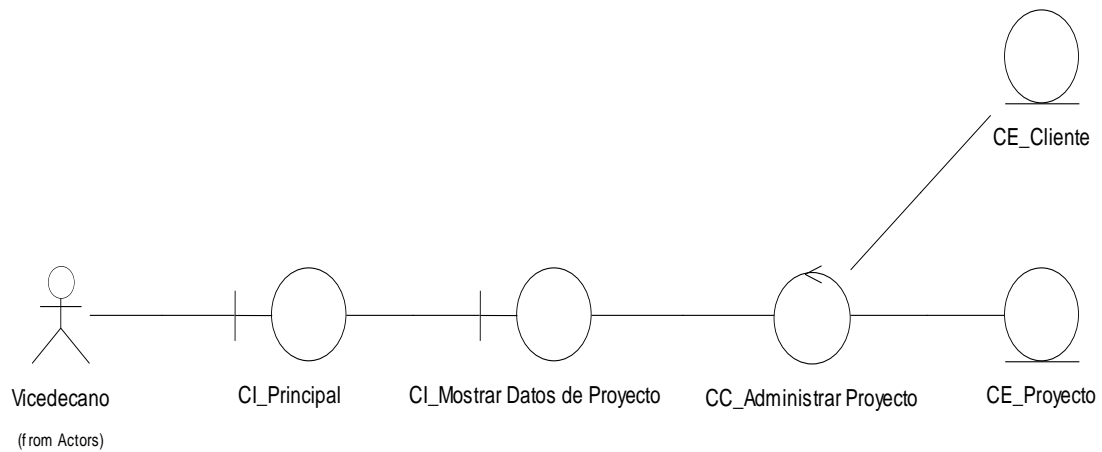 CE_Cliente
Vicedecano
(from Actors)
CI_Principal
CI_Mostrar Datos de Proyecto
CC_Administrar Proyecto
CE_Proyecto